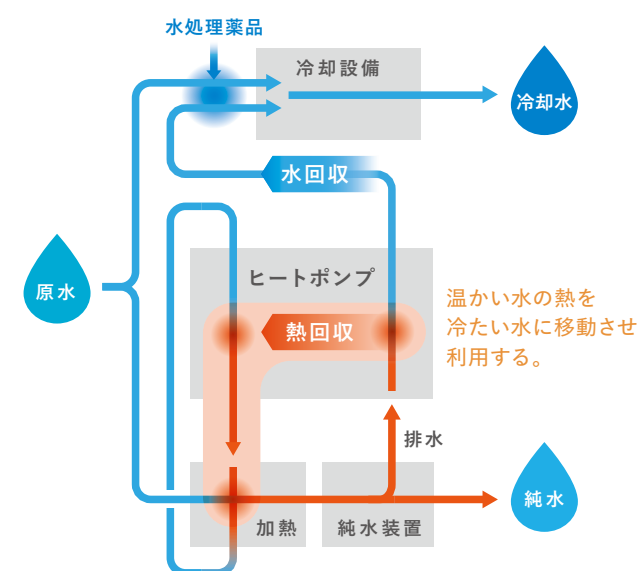 水処理薬品
冷却設備
冷却水
水回収
原水
ヒートポンプ
熱回収
温かい水の熱を
冷たい水に移動させ
利用する。
排水
加熱
純水装置
純水